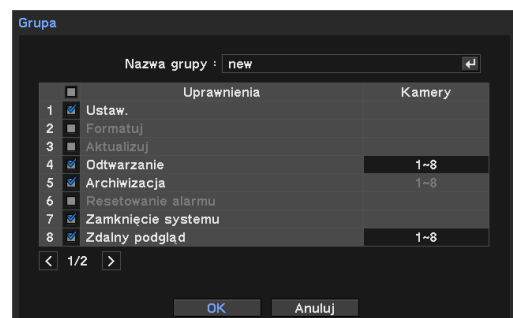 Grupa
Nazwa grupy : new
Uprawnienia Kamery
1 Ustaw.
2 Formatuj
3 Aktualizuj
4 Odtwarzanie 1~8
5 Archiwizacja 1~8
6 Resetowanie alarmu
7 Zamknięcie systemu
8 Zdalny podgląd 1~8
< 1/2 >
OK Anuluj